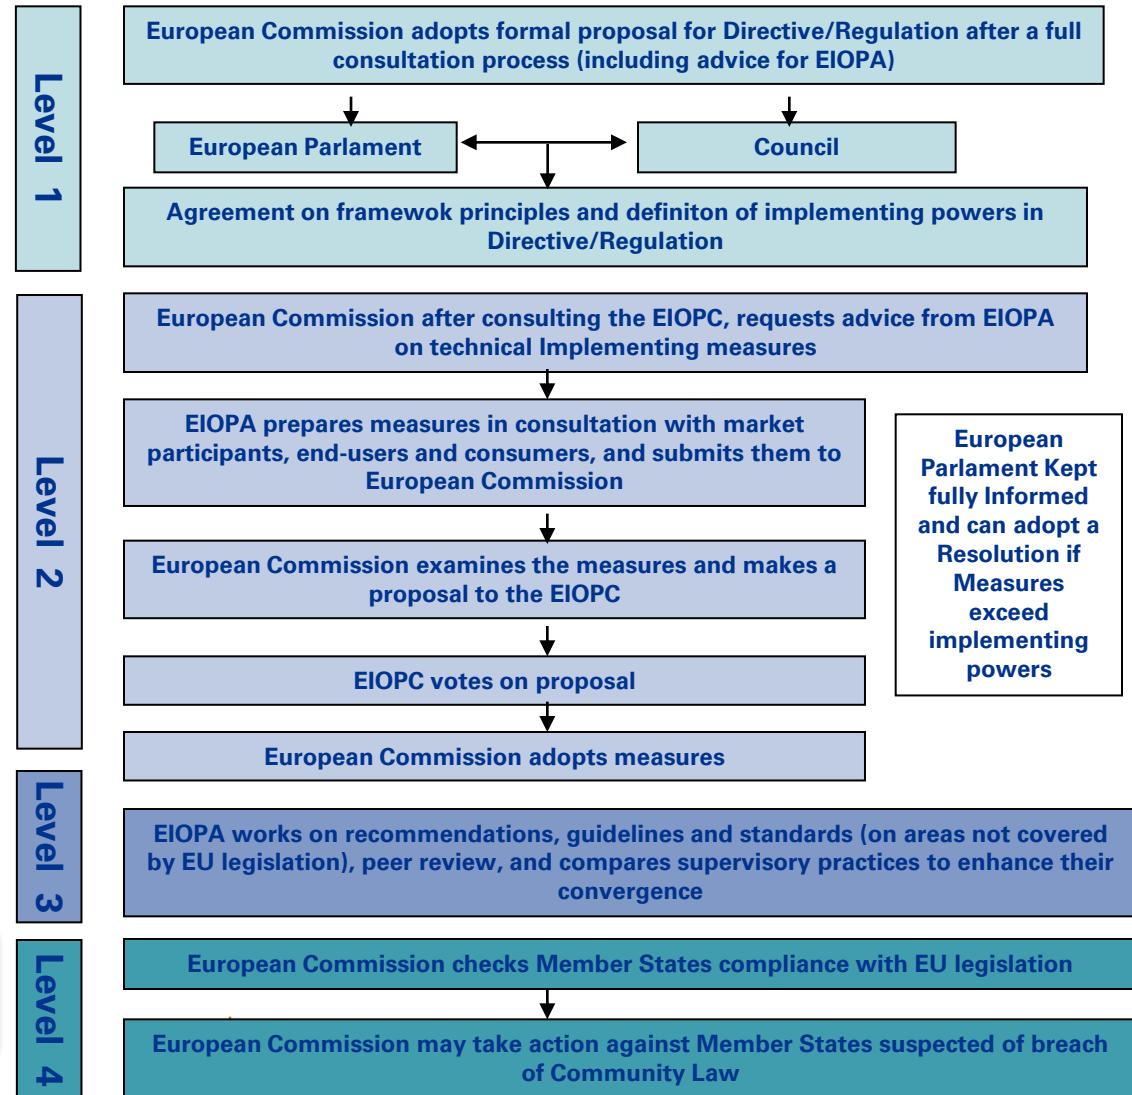 Level 1
European Commission adopts formal proposal for Directive/Regulation after a full
consultation process (including advice for EIOPA)
European Parlament
Council
Agreement on framewok principles and definiton of implementing powers in
Directive/Regulation
Level 2
European Commission after consulting the EIOPC, requests advice from EIOPA
on technical Implementing measures
EIOPA prepares measures in consultation with market
participants, end-users and consumers, and submits them to
European Commission
European Commission examines the measures and makes a
proposal to the EIOPC
EIOPC votes on proposal
European Commission adopts measures
European
Parlament Kept
fully Informed
and can adopt a
Resolution if
Measures
exceed
implementing
powers
Level 3
EIOPA works on recommendations, guidelines and standards (on areas not covered
by EU legislation), peer review, and compares supervisory practices to enhance their
convergence
Level 4
European Commission checks Member States compliance with EU legislation
European Commission may take action against Member States suspected of breach
of Community Law